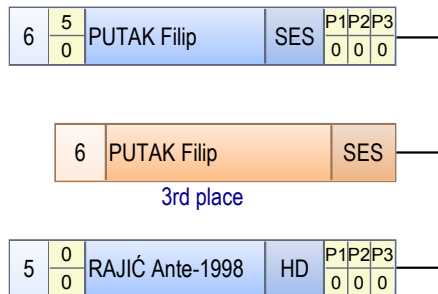 6 5 0 PUTAK Filip SES P1 P2 P3 0 0 0
6 PUTAK Filip SES
3rd place
5 0 0 RAJIĆ Ante-1998 HD P1 P2 P3 0 0 0